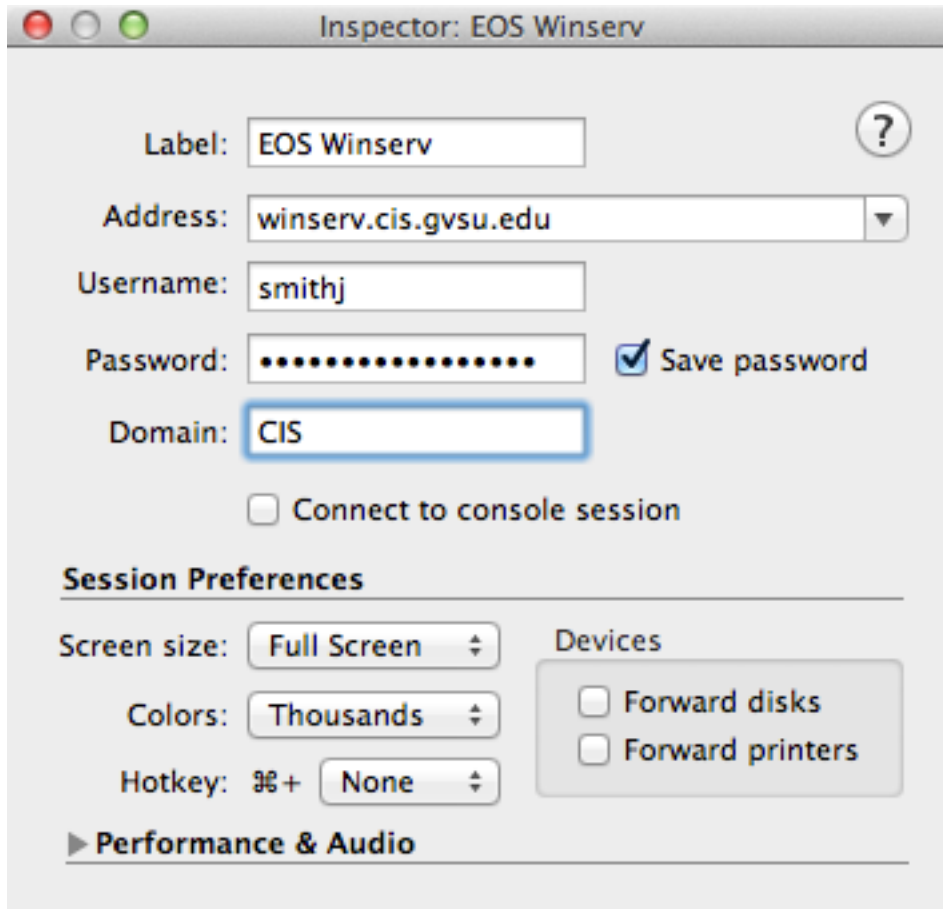 Inspector: EOS Winserv
?
Label: EOS Winserv
Address: winserv.cis.gvsu.edu
Username: smithj
Password: ••••••••••••••••• Save password
Domain: CIS
Connect to console session
Session Preferences
Screen size: Full Screen
Devices
Colors: Thousands
Forward disks
Hotkey: ⌘+ None
Forward printers
Performance & Audio